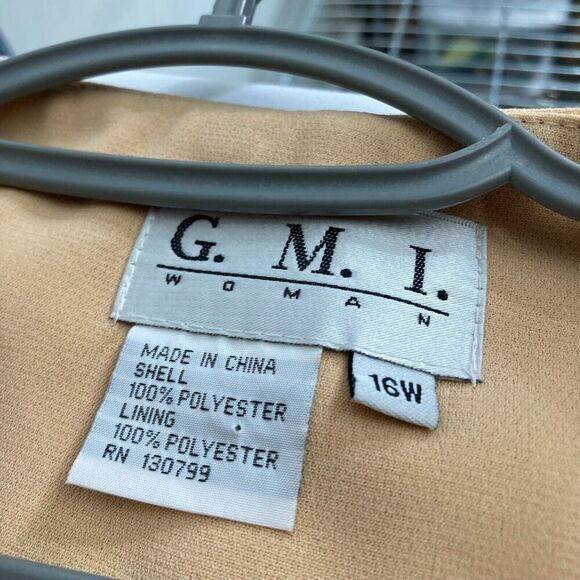 G. M. I.
WOMAN
16W
MADE IN CHINA
SHELL
100% POLYESTER
LINING
100% POLYESTER
RN 130799